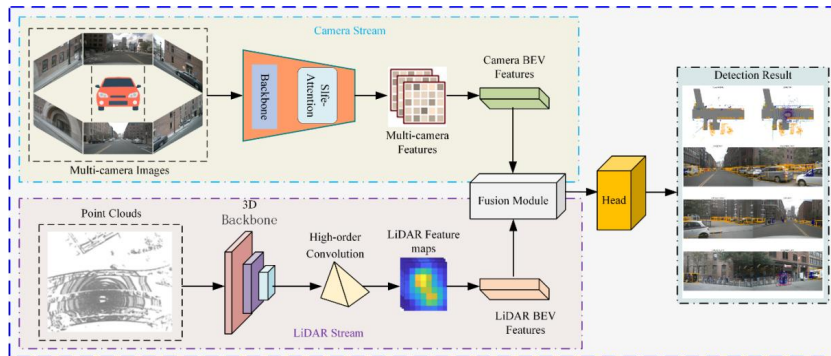 Camera Stream
Multi-camera Images
Backbone
Slfe-
Attention
Multi-camera
Features
Camera BEV
Features
Fusion Module
Head
Detection Result
Point Clouds
3D
Backbone
High-order
Convolution
LiDAR Feature
maps
LiDAR BEV
Features
LiDAR Stream